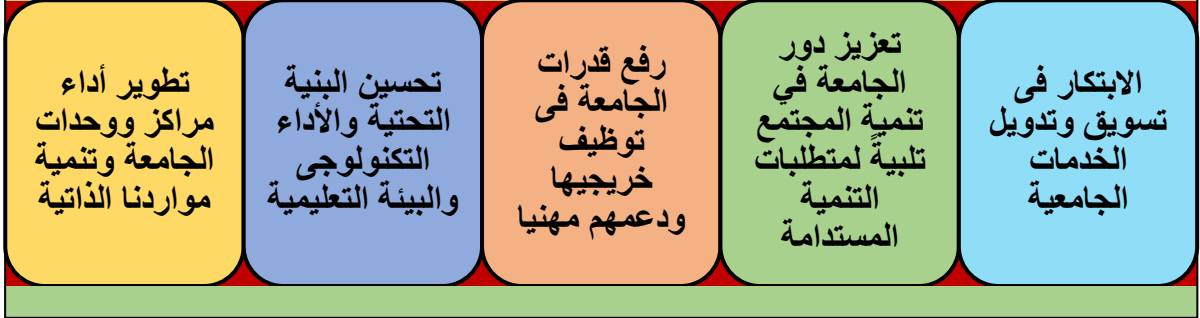 الابتكار فى
تسويق وتدويل
الخدمات
الجامعية
تعزيز دور
الجامعة في
تنمية المجتمع
تلبيةً لمتطلبات
التنمية
المستدامة
رفع قدرات
الجامعة فى
توظيف
خريجيها
ودعمهم مهنيا
تحسين البنية
التحتية والأداء
التكنولوجى
والبيئة التعليمية
تطوير أداء
مراكز ووحدات
الجامعة وتنمية
مواردنا الذاتية